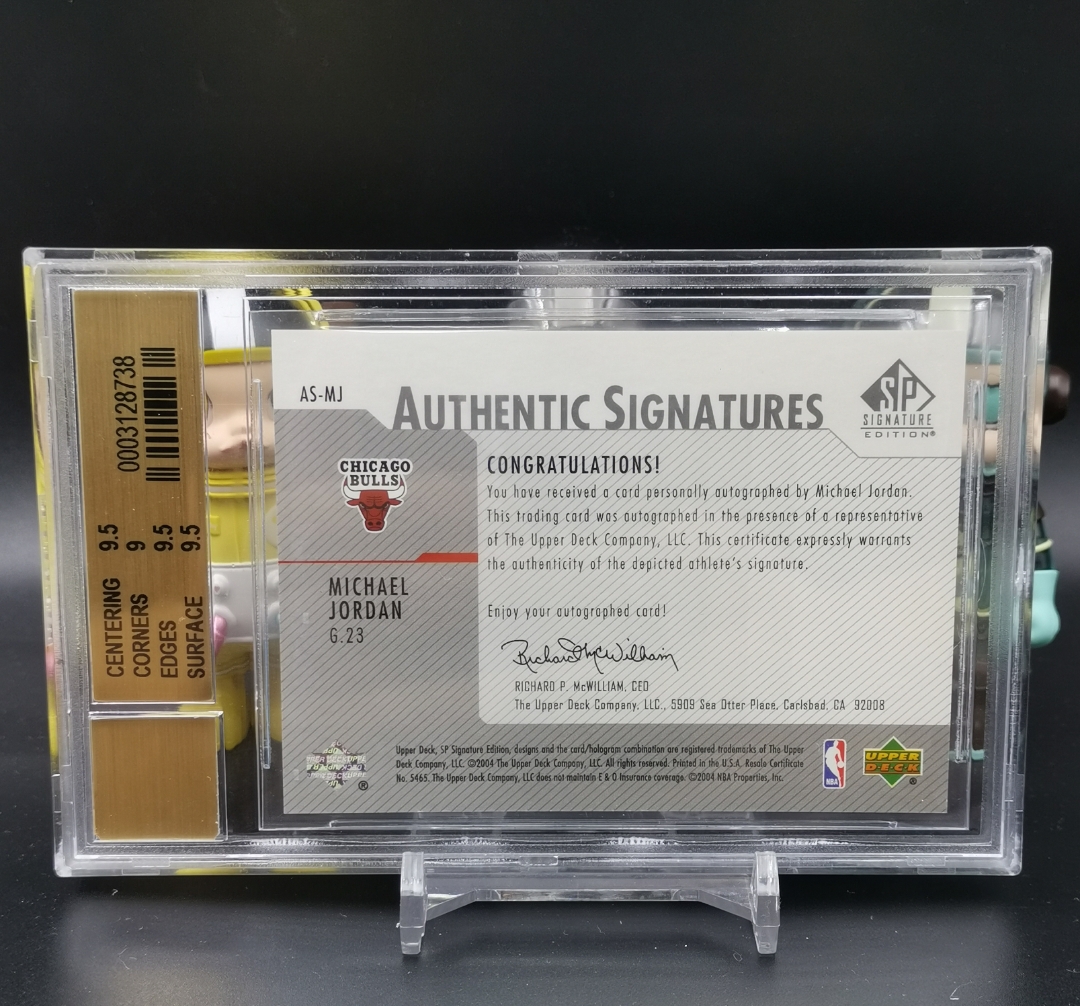 0003128738
CENTERING 9.5
CORNERS 9
EDGES 9.5
SURFACE 9.5
AS-MJ
AUTHENTIC SIGNATURES
SP
SIGNATURE
EDITION®
CHICAGO
BULLS
MICHAEL
JORDAN
G.23
CONGRATULATIONS!
You have received a card personally autographed by Michael Jordan.
This trading card was autographed in the presence of a representative
of The Upper Deck Company, LLC. This certificate expressly warrants
the authenticity of the depicted athlete's signature.
Enjoy your autographed card!
Richard P. McWilliam
RICHARD P. McWILLIAM, CEO
The Upper Deck Company, LLC., 5909 Sea Otter Place, Carlsbad, CA 92008
Upper Deck, SP Signature Edition, designs and the card/hologram combination are registered trademarks of The Upper
Deck Company, LLC. ©2004 The Upper Deck Company, LLC. All rights reserved. Printed in the U.S.A. Resale Certificate
No. 5465. The Upper Deck Company, LLC does not maintain E & O Insurance coverage. ©2004 NBA Properties, Inc.
®
NBA
UPPER
DECK
®